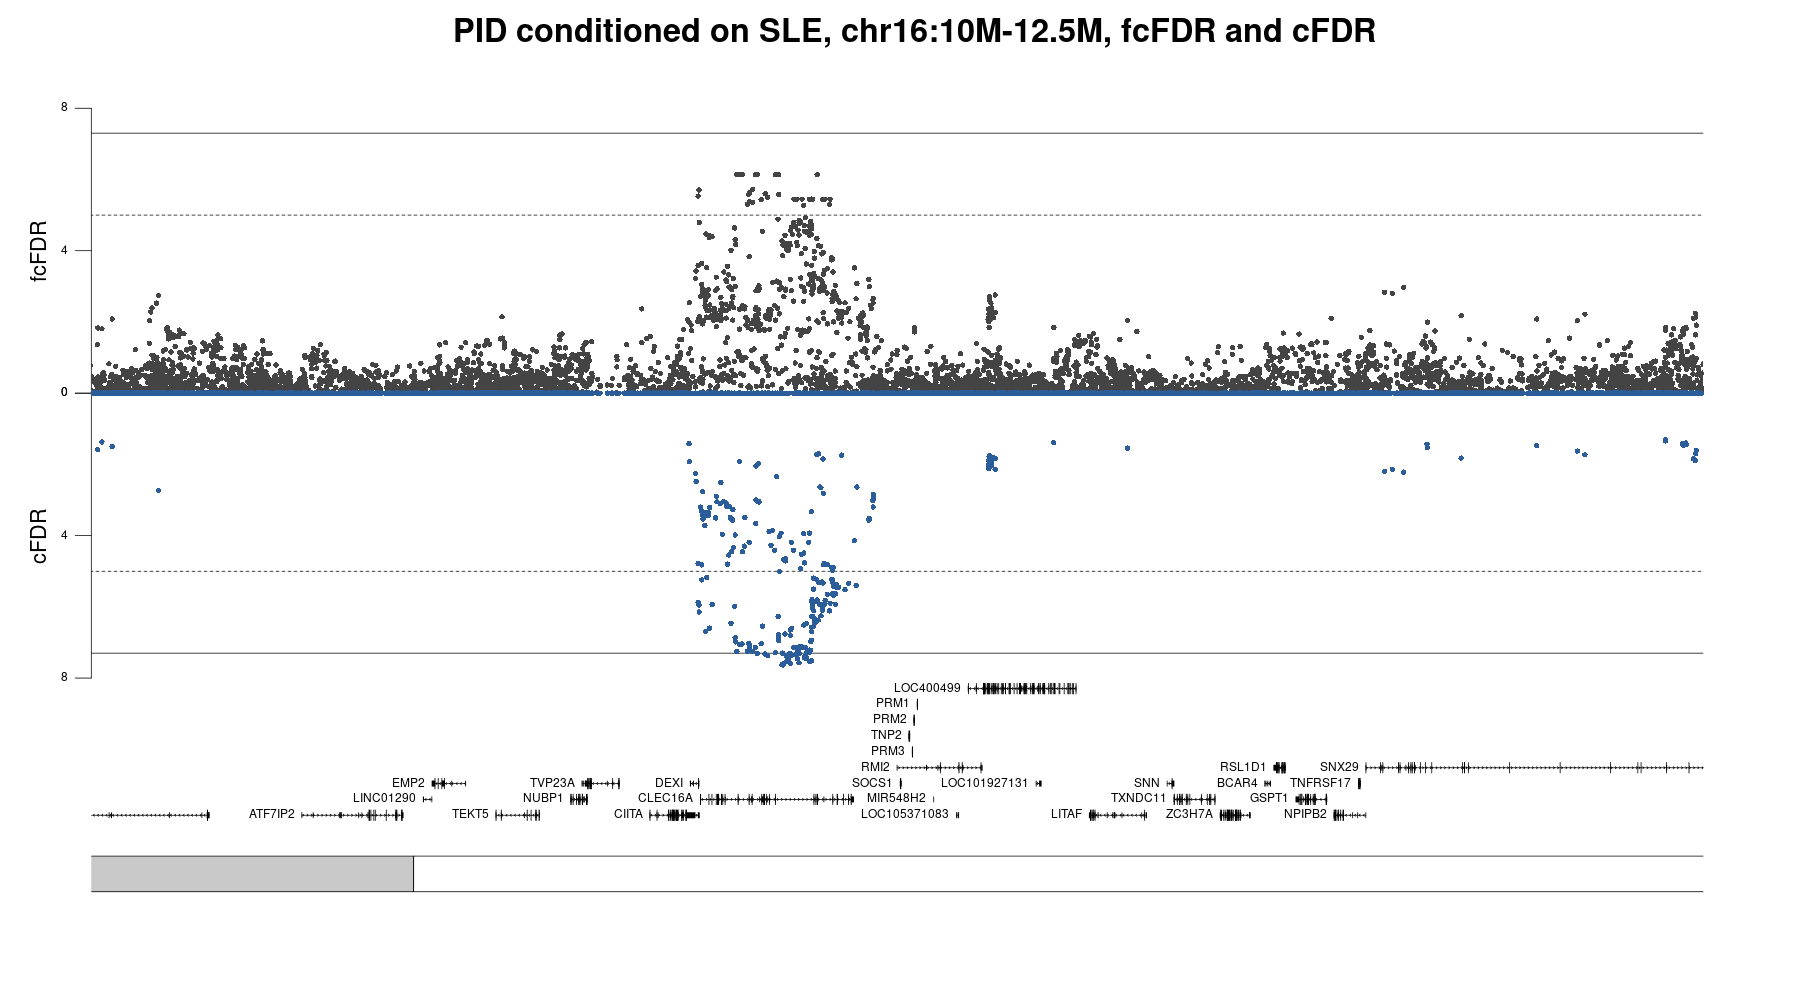 PID conditioned on SLE, chr16:10M-12.5M, fcFDR and cFDR
8
fcFDR
4
0
cFDR
4
8
LOC400499
PRM1
PRM2
TNP2
PRM3
RMI2 RSL1D1 SNX29
EMP2 TVP23A DEXI SOCS1 LOC101927131 SNN BCAR4 TNFRSF17
LINC01290 NUBP1 CLEC16A MIR548H2 TXNDC11 GSPT1
ATF7IP2 TEKT5 CIITA LOC105371083 LITAF ZC3H7A NPIPB2